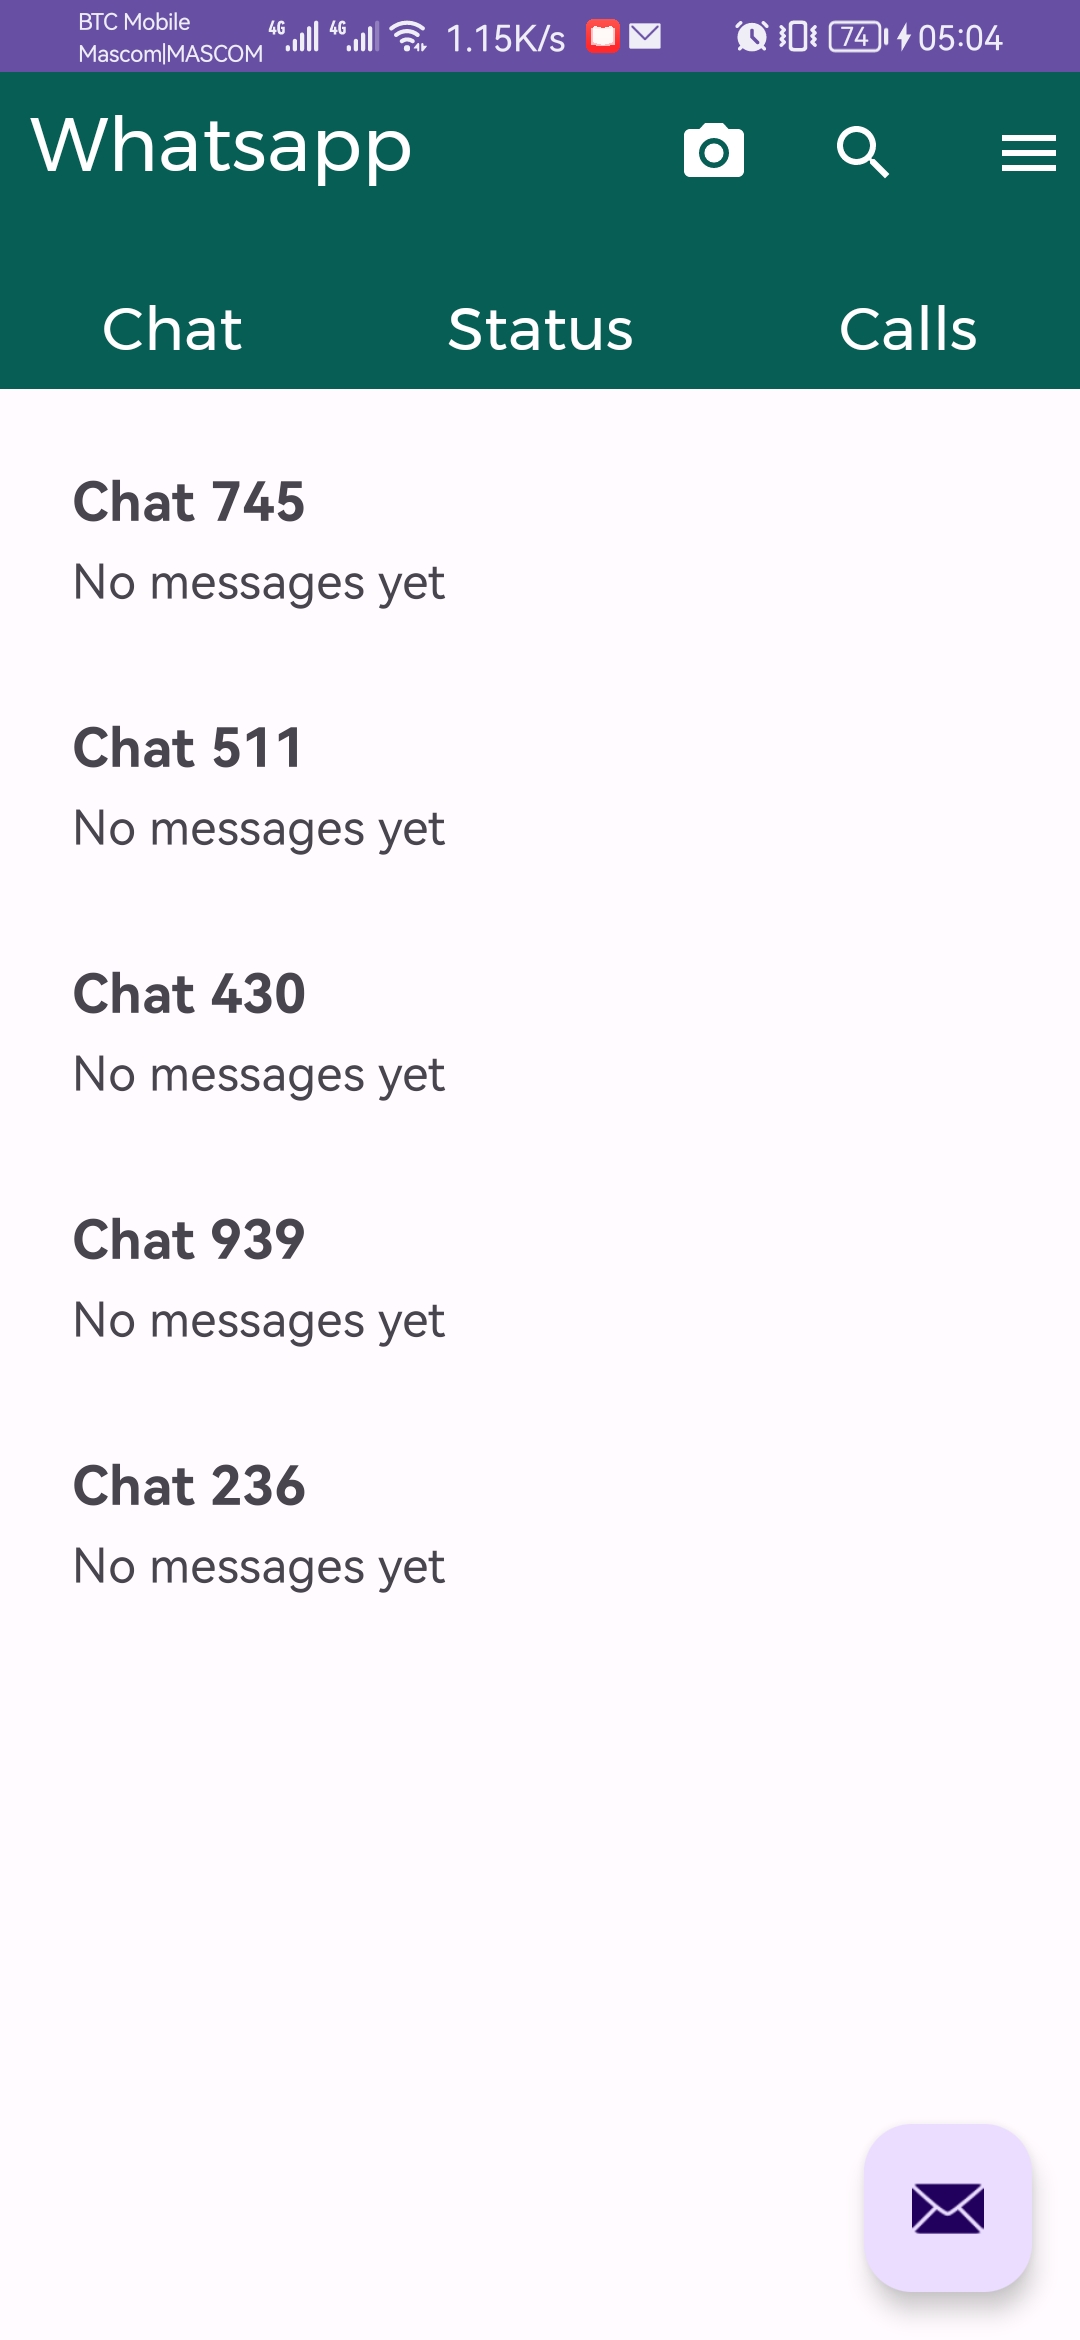 BTC Mobile
Mascom|MASCOM 4G 4G 1.15K/s 74 05:04
Whatsapp
Chat Status Calls
Chat 745
No messages yet
Chat 511
No messages yet
Chat 430
No messages yet
Chat 939
No messages yet
Chat 236
No messages yet